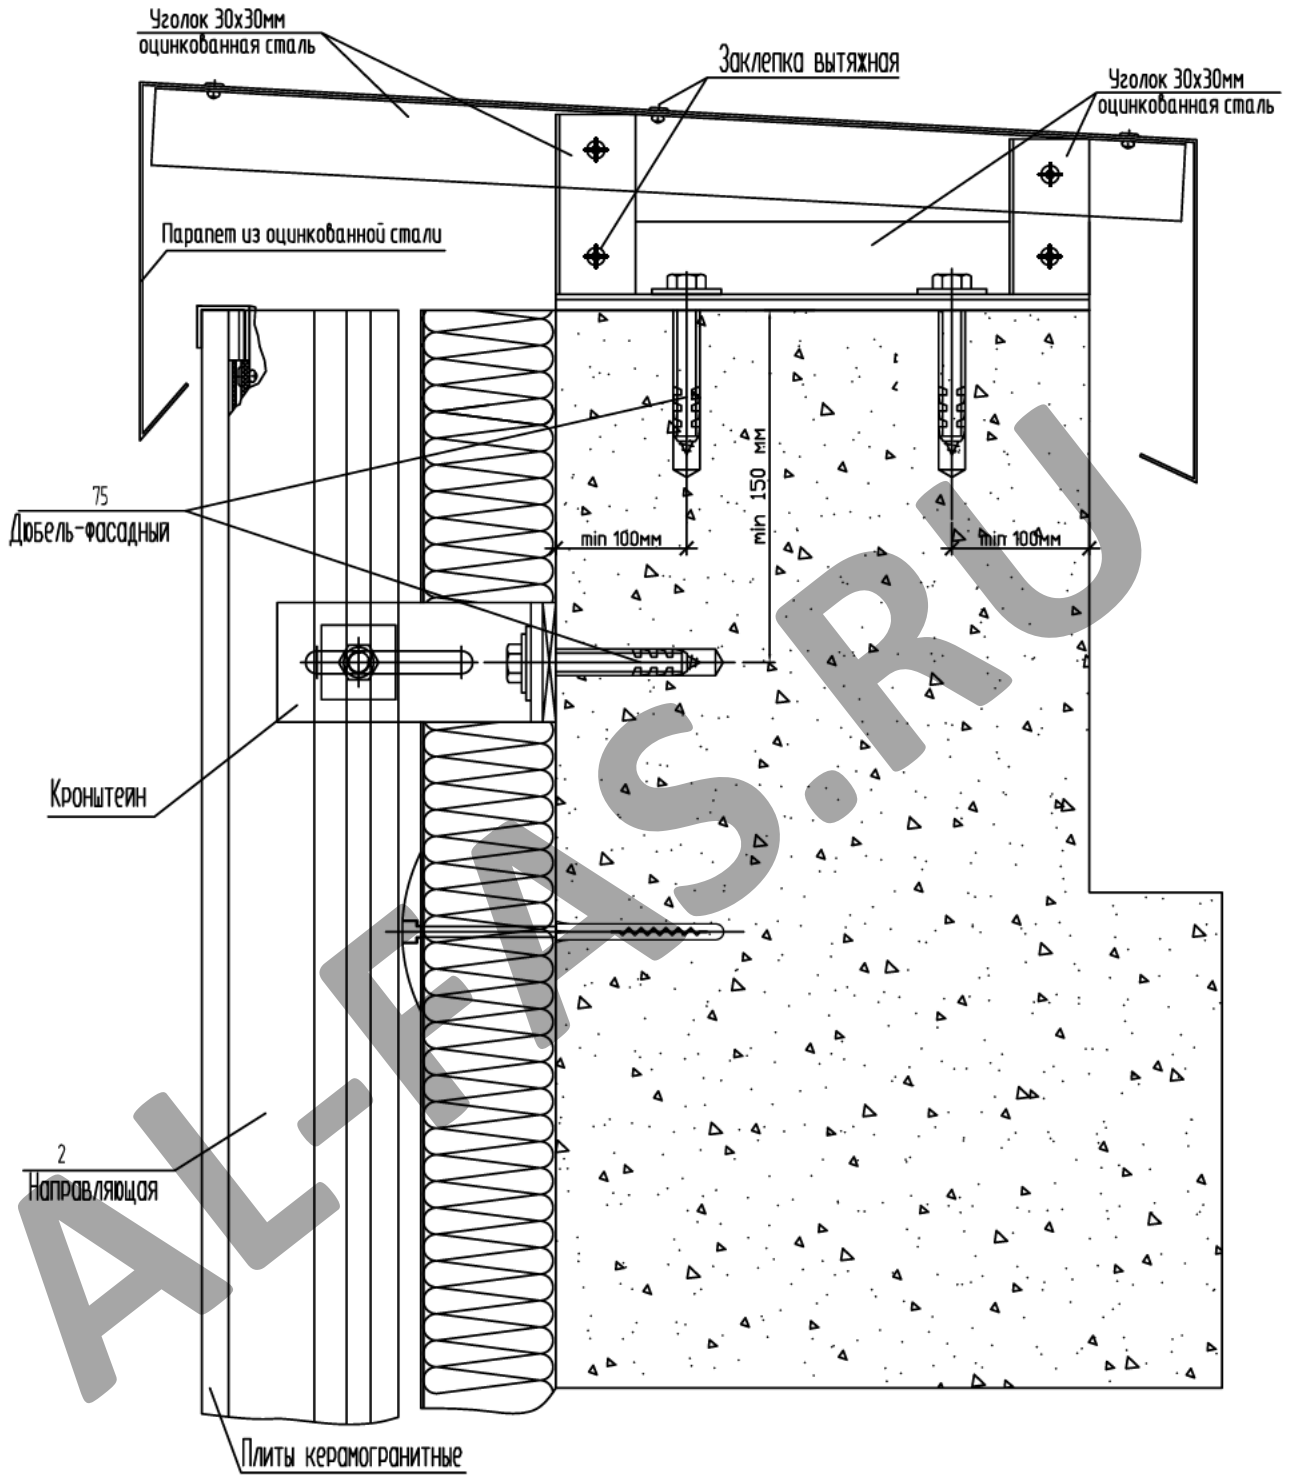 Уголок 30х30мм
оцинкованная сталь
Заклепка вытяжная
Уголок 30х30мм
оцинкованная сталь
Парапет из оцинкованной стали
75
Дюбель-фасадный
min 150 мм
min 100мм
min 100мм
Кронштейн
2
Направляющая
Плиты керамогранитные
AL-FAS.RU